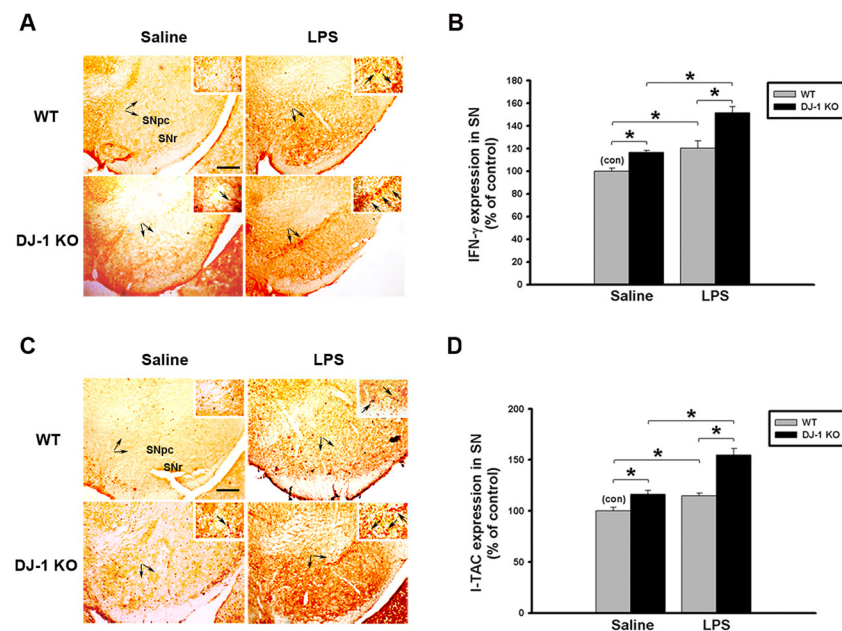 A
Saline
LPS
WT
SNpc
SNr
DJ-1 KO
B
IFN-γ expression in SN
(% of control)
180
160
140
120
100
80
60
40
20
0
(con)
*
*
*
*
WT
DJ-1 KO
Saline
LPS
C
Saline
LPS
WT
SNpc
SNr
DJ-1 KO
D
I-TAC expression in SN
(% of control)
200
150
100
50
0
(con)
*
*
*
*
WT
DJ-1 KO
Saline
LPS